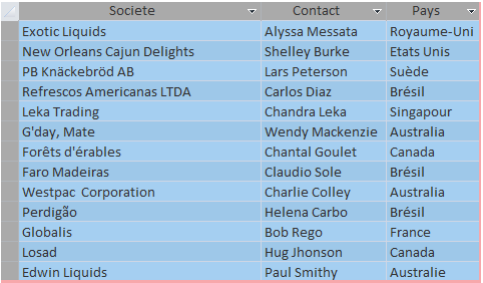 Societe Contact Pays
Exotic Liquids Alyssa Messata Royaume-Uni
New Orleans Cajun Delights Shelley Burke Etats Unis
PB Knäckebröd AB Lars Peterson Suède
Refrescos Americanas LTDA Carlos Diaz Brésil
Leka Trading Chandra Leka Singapour
G'day, Mate Wendy Mackenzie Australia
Forêts d'érables Chantal Goulet Canada
Faro Madeiras Claudio Sole Brésil
Westpac Corporation Charlie Colley Australia
Perdigão Helena Carbo Brésil
Globalis Bob Rego France
Losad Hug Jhonson Canada
Edwin Liquids Paul Smithy Australie